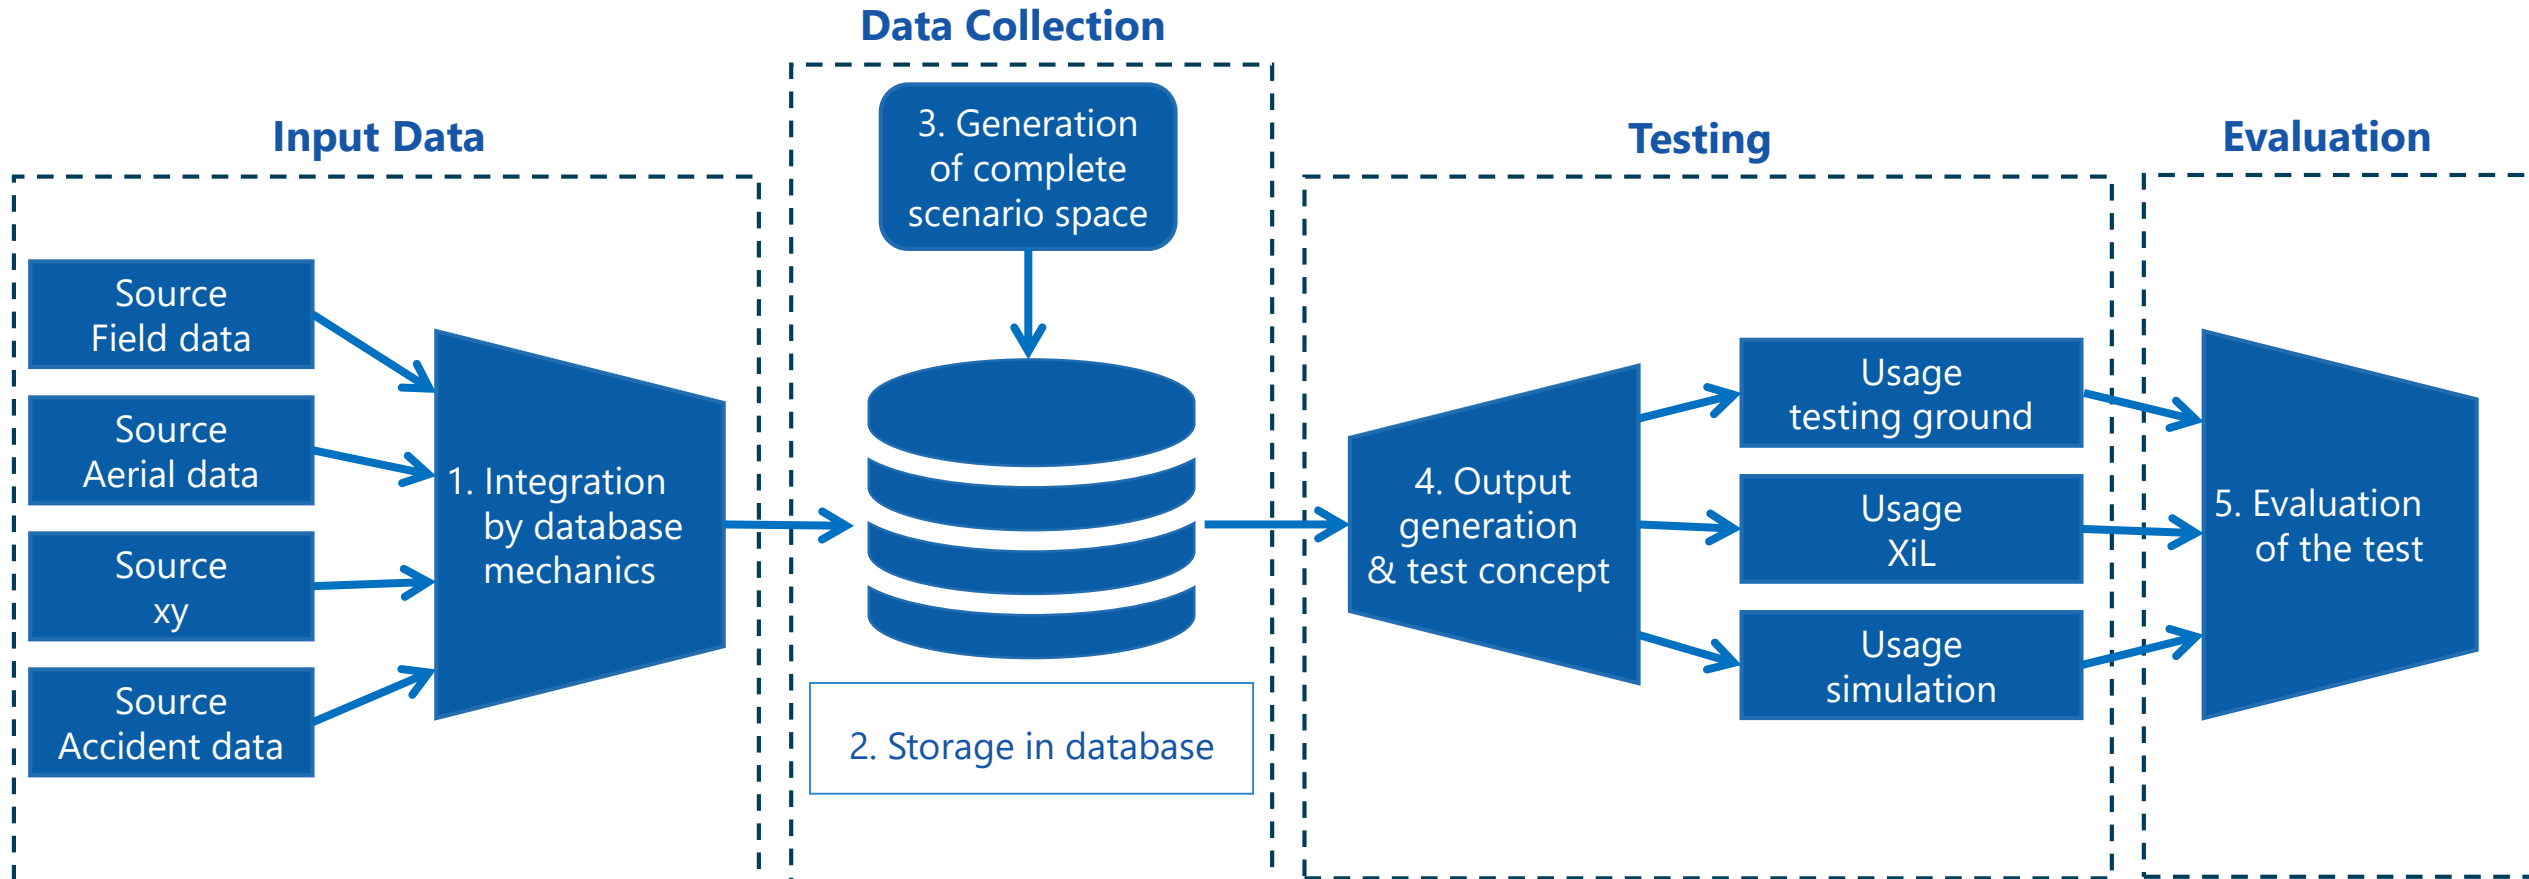 Data Collection
Input Data
Testing
Evaluation
3. Generation
of complete
scenario space
Source
Field data
Source
Aerial data
Source
xy
Source
Accident data
1. Integration
by database
mechanics
2. Storage in database
4. Output
generation
& test concept
Usage
testing ground
Usage
XiL
Usage
simulation
5. Evaluation
of the test